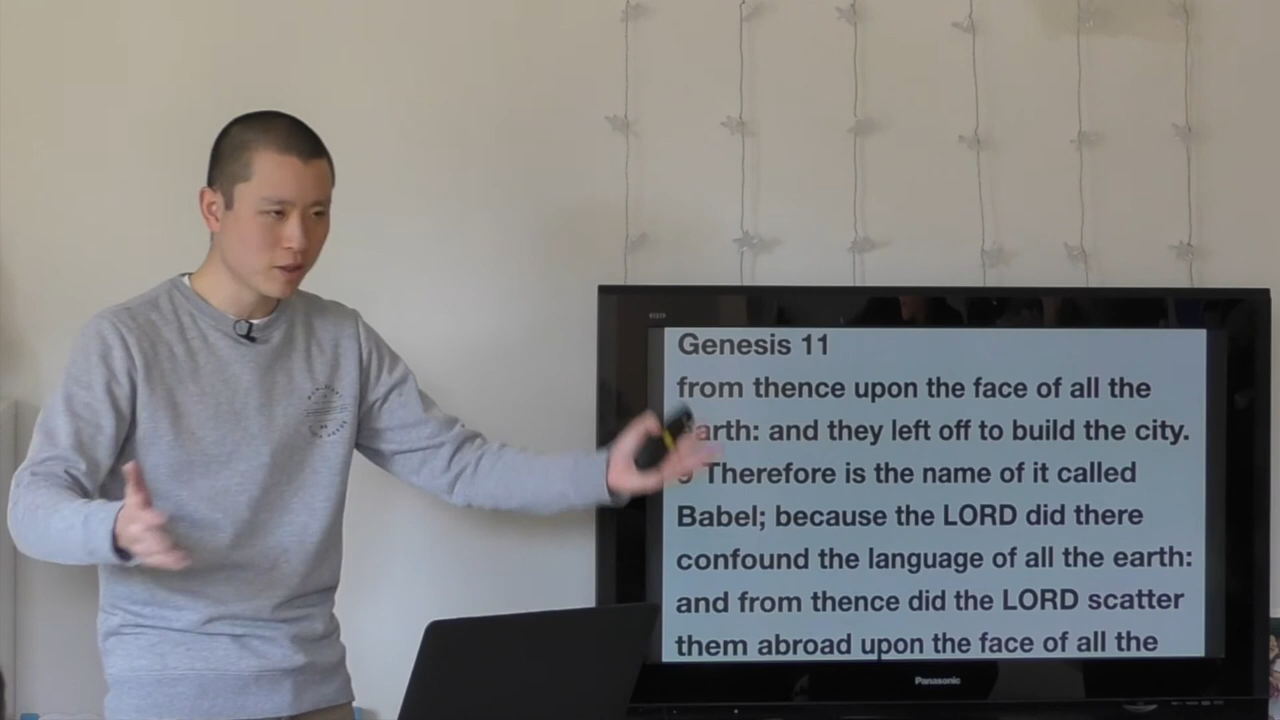 Genesis 11
from thence upon the face of all the
earth: and they left off to build the city.
9 Therefore is the name of it called
Babel; because the LORD did there
confound the language of all the earth:
and from thence did the LORD scatter
them abroad upon the face of all the
Panasonic